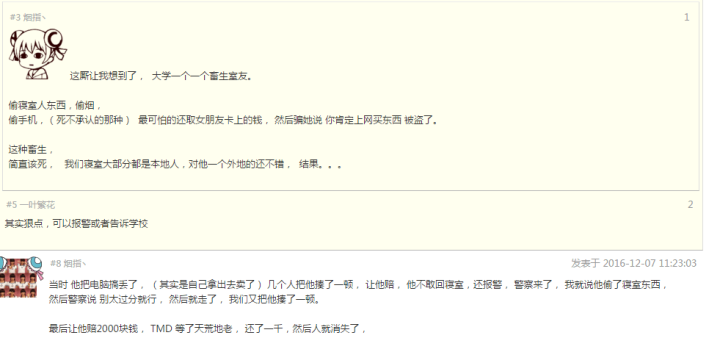 #3 烟摺丶
1
这厮让我想到了， 大学一个一个畜生室友。
偷寝室人东西，偷烟，
偷手机，（ 死不承认的那种） 最可怕的还取女朋友卡上的钱， 然后骗她说 你肯定上网买东西 被盗了。
这种畜生，
简直该死， 我们寝室大部分都是本地人，对他一个外地的还不错， 结果。。。
#5 一叶繁花
2
其实狠点，可以报警或者告诉学校
#8 烟摺丶
发表于 2016-12-07 11:23:03
当时 他把电脑搞丢了，（ 其实是自己拿出去卖了 ） 几个人把他揍了一顿， 让他赔， 他不敢回寝室，还报警， 警察来了， 我就说他偷了寝室东西，
然后警察说 别太过分就行， 然后就走了， 我们又把他揍了一顿。
最后让他赔2000块钱， TMD 等了天荒地老， 还了一千，然后人就消失了，